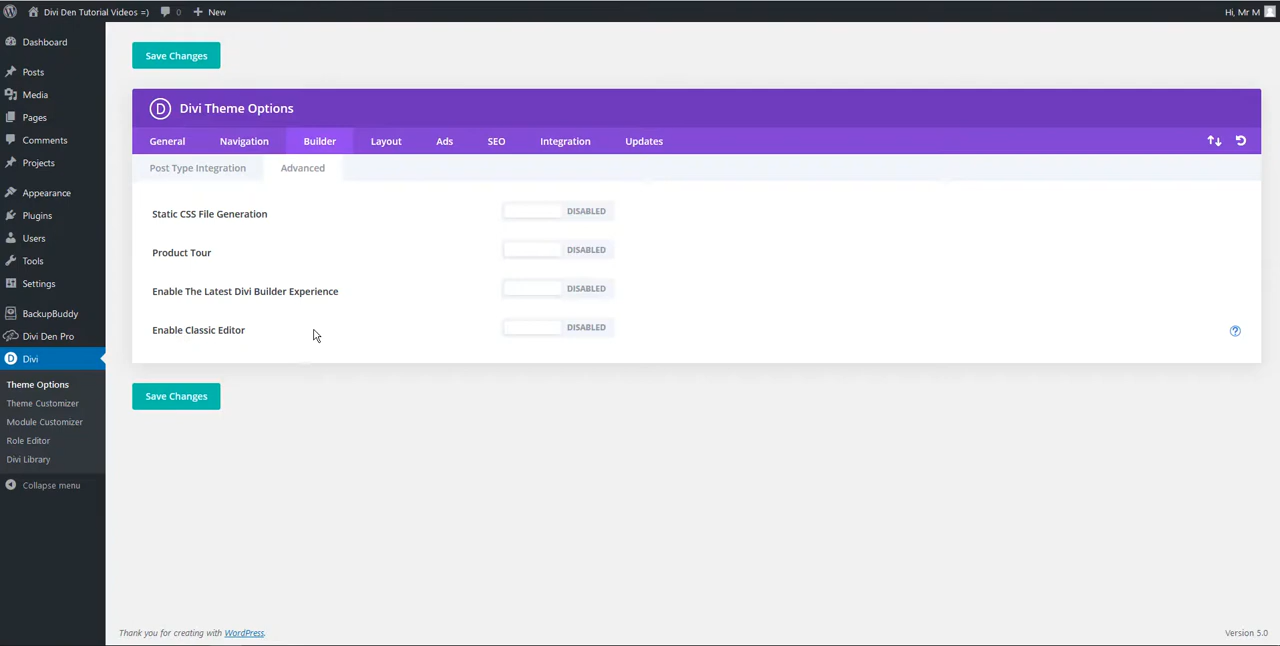 Divi Den Tutorial Videos =) 0 New Hi, Mr M
Dashboard
Posts
Media
Pages
Comments
Projects
Appearance
Plugins
Users
Tools
Settings
BackupBuddy
Divi Den Pro
Divi
Theme Options
Theme Customizer
Module Customizer
Role Editor
Divi Library
Collapse menu
Save Changes
D Divi Theme Options
General Navigation Builder Layout Ads SEO Integration Updates
Post Type Integration Advanced
Static CSS File Generation DISABLED
Product Tour DISABLED
Enable The Latest Divi Builder Experience DISABLED
Enable Classic Editor DISABLED
Save Changes
Thank you for creating with WordPress. Version 5.0